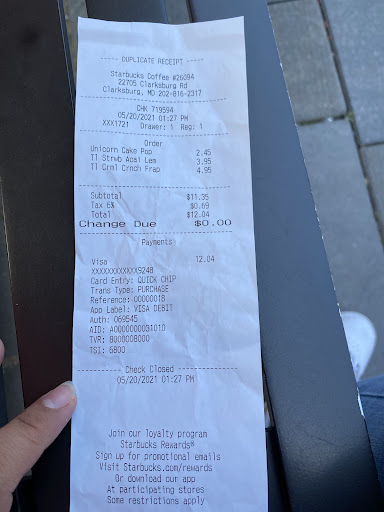 ----- DUPLICATE RECEIPT -----
Starbucks Coffee #26094
22705 Clarksburg Rd
Clarksburg, MD 202-816-2317
CHK 719594
05/20/2021 01:27 PM
XXX1721 Drawer: 1 Reg: 1
Order
Unicorn Cake Pop 2.45
Tl Strwb Acai Lem 3.95
Tl Crml Crnch Frap 4.95
Subtotal $11.35
Tax 6% $0.69
Total $12.04
Change Due $0.00
Payments
Visa 12.04
XXXXXXXXXXXX9248
Card Entry: QUICK CHIP
Trans Type: PURCHASE
Reference: 00000018
App Label: VISA DEBIT
Auth: 069545
AID: A0000000031010
TVR: 8000008000
TSI: 6800
-------- Check Closed --------
05/20/2021 01:27 PM
Join our loyalty program
Starbucks Rewards®
Sign up for promotional emails
Visit Starbucks.com/rewards
Or download our app
At participating stores
Some restrictions apply